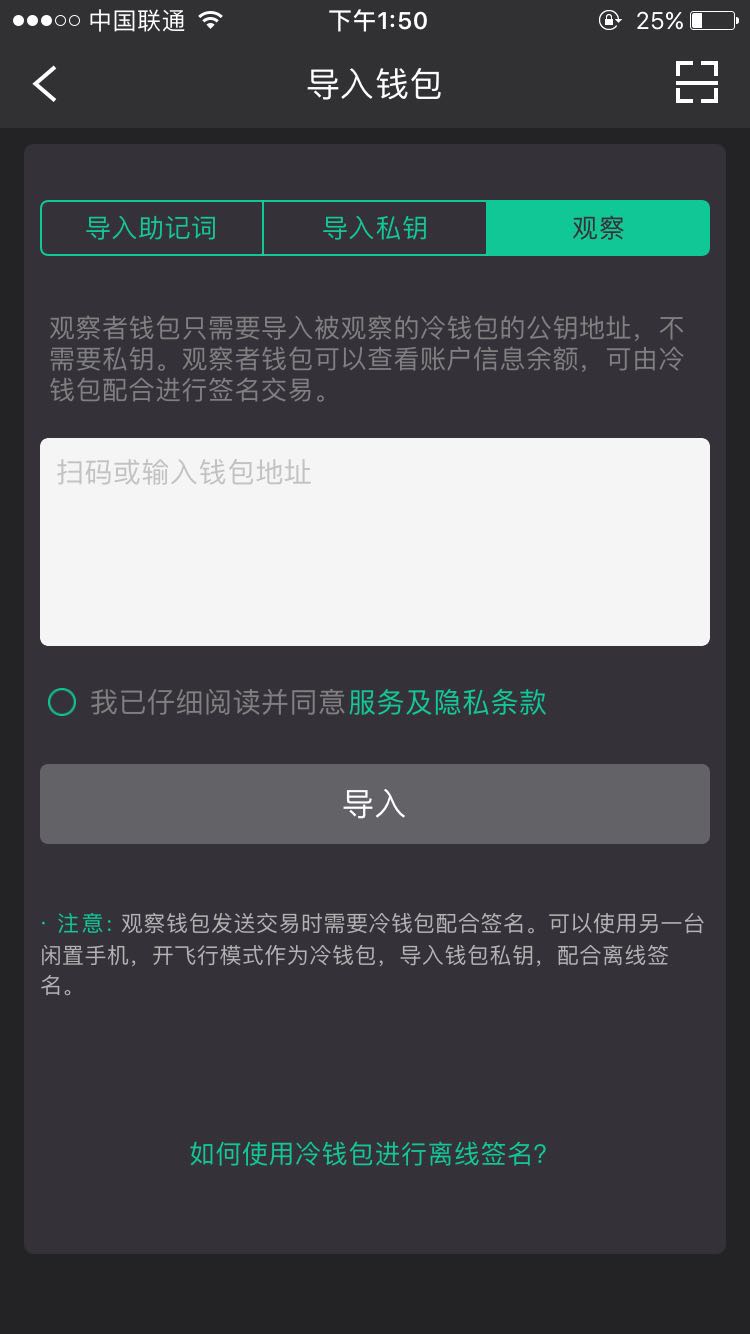 中国联通 下午1:50 25%
导入钱包
导入助记词 导入私钥 观察
观察者钱包只需要导入被观察的冷钱包的公钥地址，不
需要私钥。观察者钱包可以查看账户信息余额，可由冷
钱包配合进行签名交易。
扫码或输入钱包地址
我已仔细阅读并同意服务及隐私条款
导入
· 注意: 观察钱包发送交易时需要冷钱包配合签名。可以使用另一台
闲置手机，开飞行模式作为冷钱包，导入钱包私钥，配合离线签
名。
如何使用冷钱包进行离线签名?